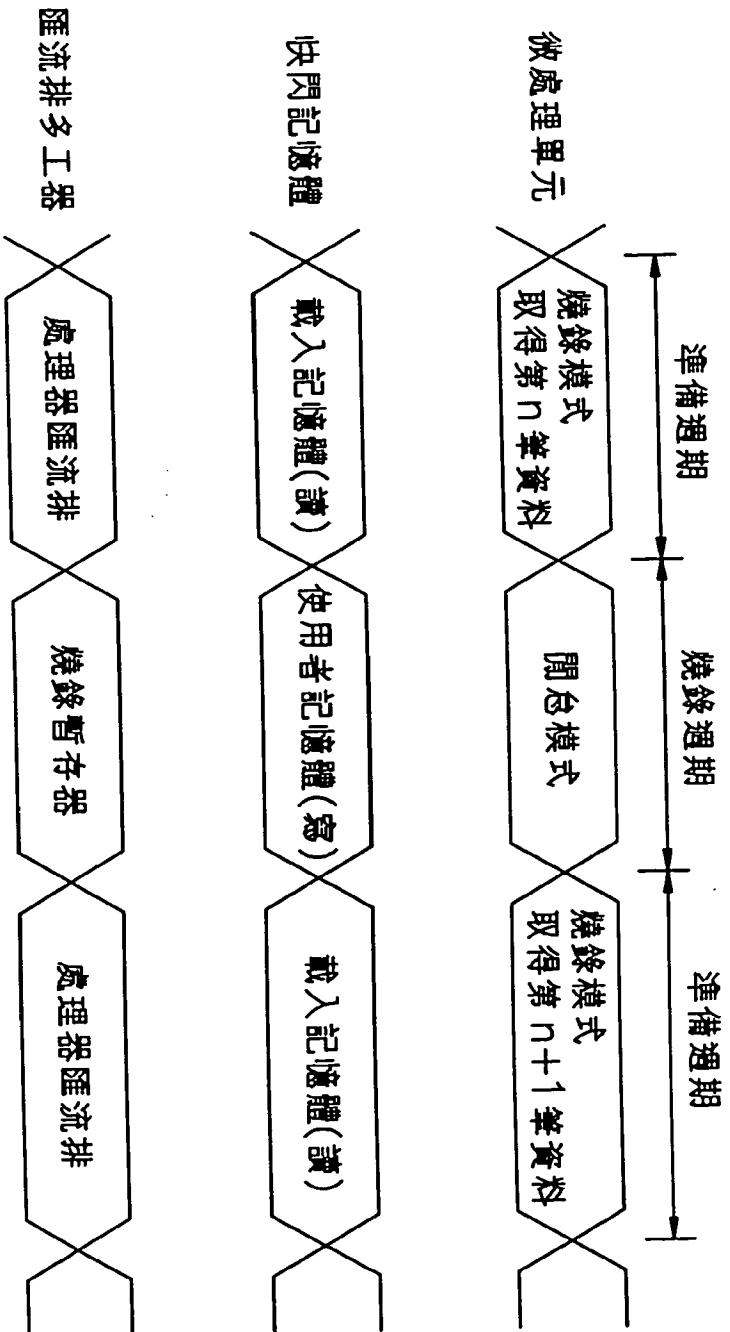 準備週期
燒錄週期
準備週期
微處理單元
燒錄模式
取得第n筆資料
閒怠模式
燒錄模式
取得第n+1筆資料
快閃記憶體
載入記憶體(讀)
使用者記憶體(寫)
載入記憶體(讀)
匯流排多工器
處理器匯流排
燒錄暫存器
處理器匯流排